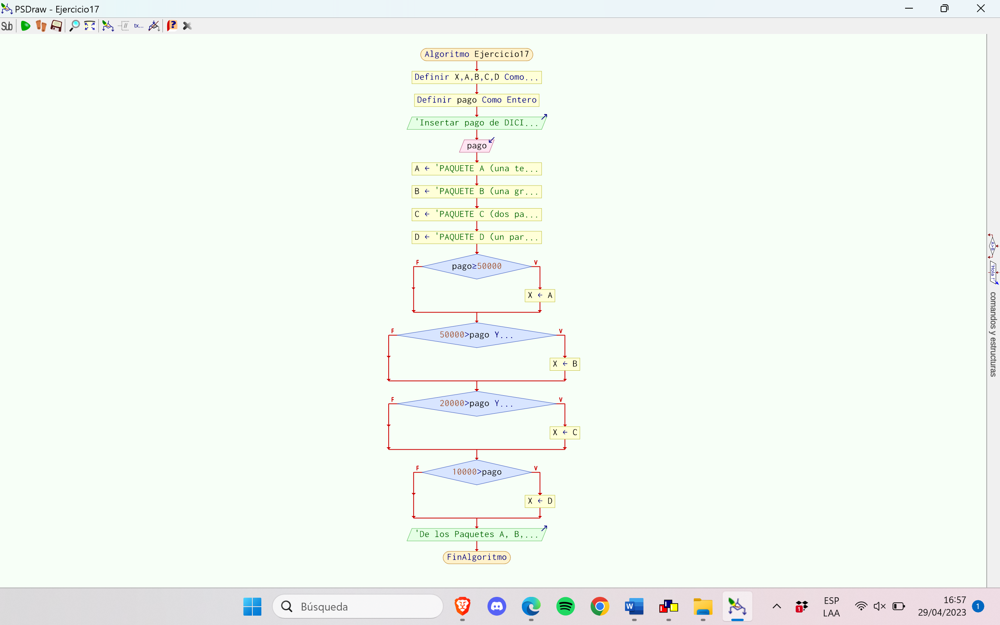 PSDraw - Ejercicio17
Sub
tx...
Algoritmo Ejercicio17
Definir X,A,B,C,D Como...
Definir pago Como Entero
'Insertar pago de DICI...
pago
A ← 'PAQUETE A (una te...
B ← 'PAQUETE B (una gr...
C ← 'PAQUETE C (dos pa...
D ← 'PAQUETE D (un par...
F
pago≥50000
V
X ← A
F
50000>pago Y...
V
X ← B
F
20000>pago Y...
V
X ← C
F
10000>pago
V
X ← D
'De los Paquetes A, B,...
FinAlgoritmo
A>B
'Hola !'
comandos y estructuras
Búsqueda
W
1
ESP
LAA
16:57
29/04/2023
1